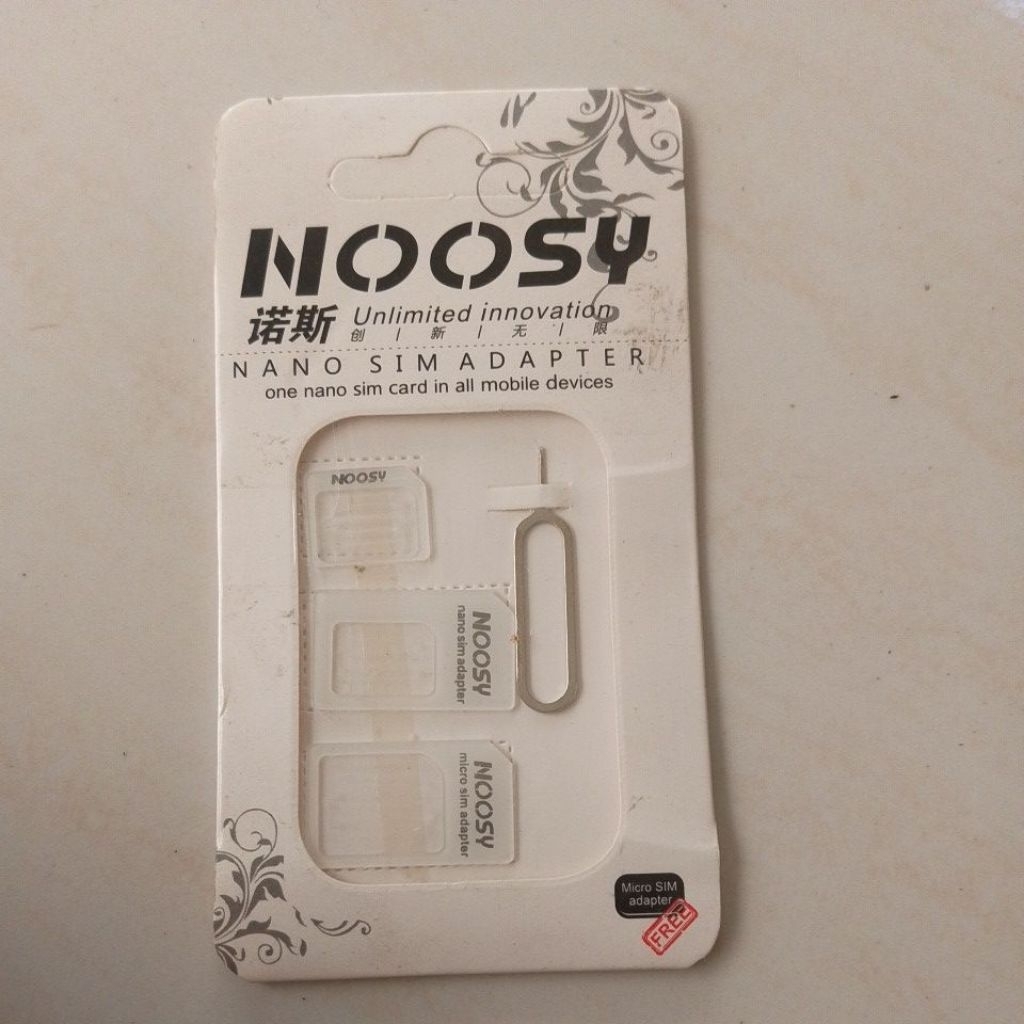 NOOSY
诺斯 Unlimited innovation
创 | 新 | 无 | 限
NANO SIM ADAPTER
one nano sim card in all mobile devices
NOOSY
NOOSY
nano sim adapter
NOOSY
micro sim adapter
Micro SIM
adapter
FREE